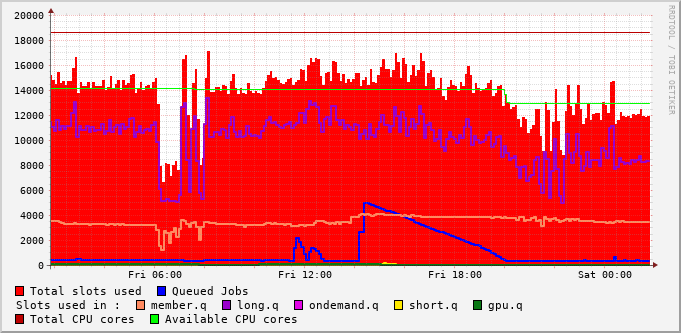 20000
18000
16000
14000
12000
10000
8000
6000
4000
2000
0
Fri 06:00 Fri 12:00 Fri 18:00 Sat 00:00
RRDTOOL / TOBI OETIKER
Total slots used Queued Jobs
Slots used in : member.q long.q ondemand.q short.q gpu.q
Total CPU cores Available CPU cores